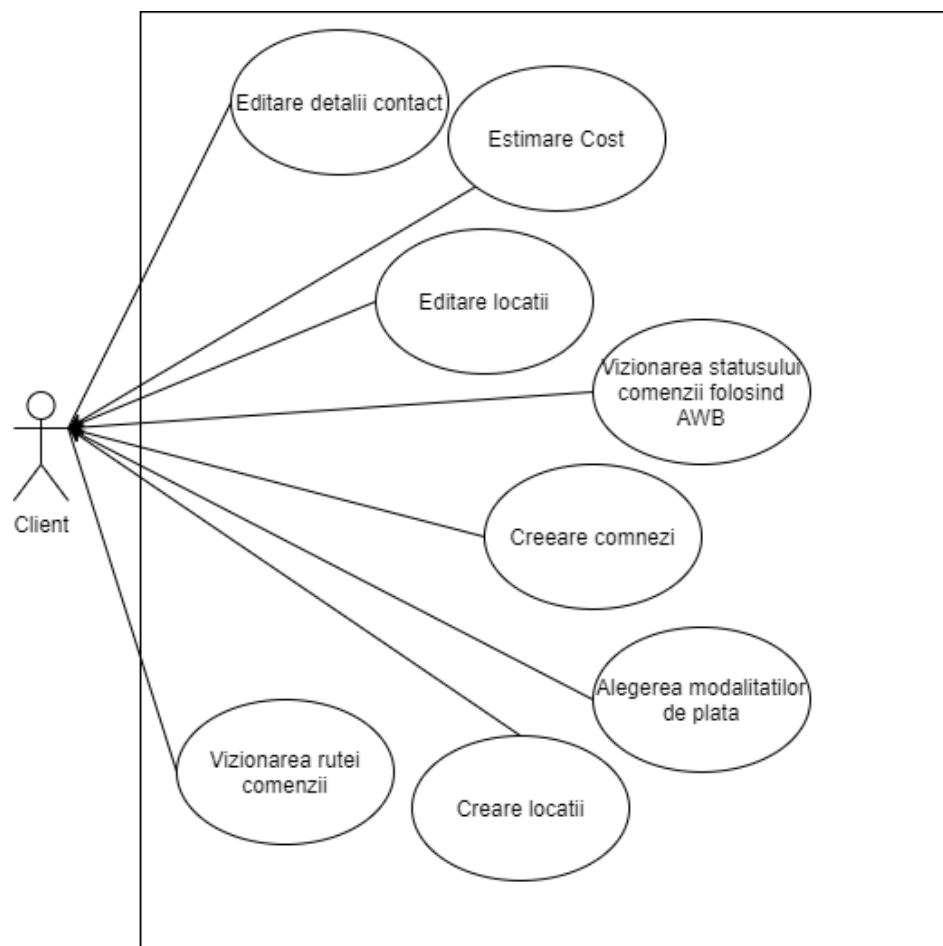 Editare detalii contact
Estimare Cost
Editare locatii
Vizionarea statusului
comenzii folosind
AWB
Client
Creeare comnezi
Alegerea modalitatilor
de plata
Vizionarea rutei
comenzii
Creare locatii